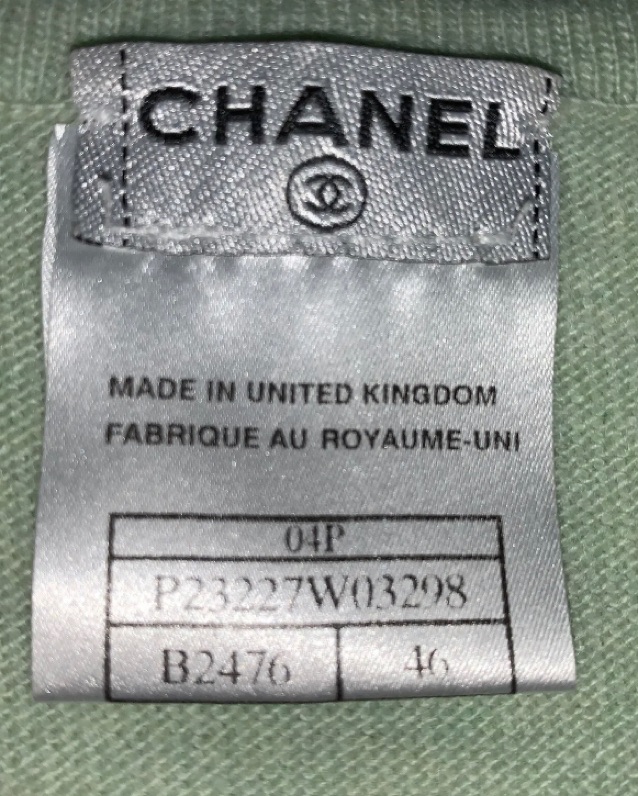 CHANEL
MADE IN UNITED KINGDOM
FABRIQUE AU ROYAUME-UNI
04P
P23227W03298
B2476 46